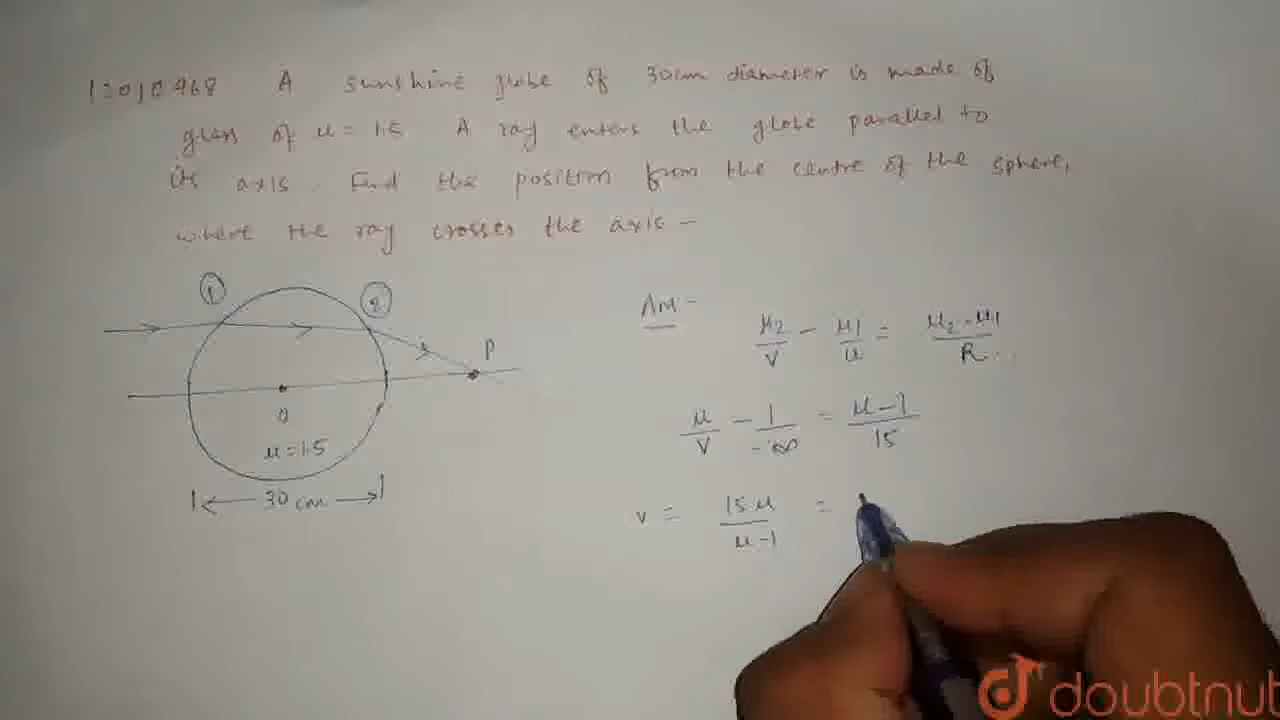 12010968 A sunshine globe of 30cm diameter is made of
glass of μ = 1.5 A ray enters the globe parallel to
its axis. Find the position from the centre of the sphere,
where the ray crosses the axis -
1
2
P
O
μ = 1.5
30 cm
Ans -
μ2/V - μ1/u = μ2-μ1/R
μ/V - 1/-∞ = μ-1/15
V = 15μ/μ-1 =
doubtnut